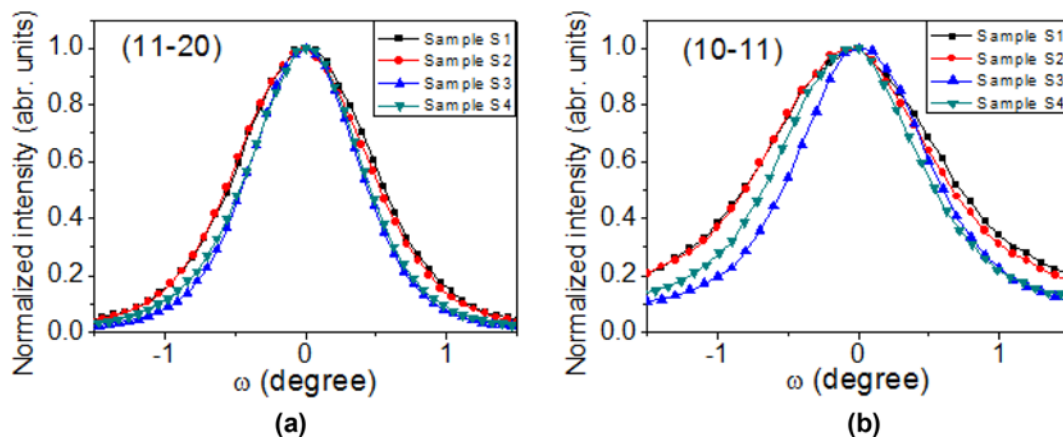 (11-20)
Sample S1
Sample S2
Sample S3
Sample S4
Normalized intensity (abr. units)
1.0
0.8
0.6
0.4
0.2
0.0
-1
0
1
ω (degree)
(a)
(10-11)
Sample S1
Sample S2
Sample S3
Sample S4
Normalized intensity (abr. units)
1.0
0.8
0.6
0.4
0.2
0.0
-1
0
1
ω (degree)
(b)